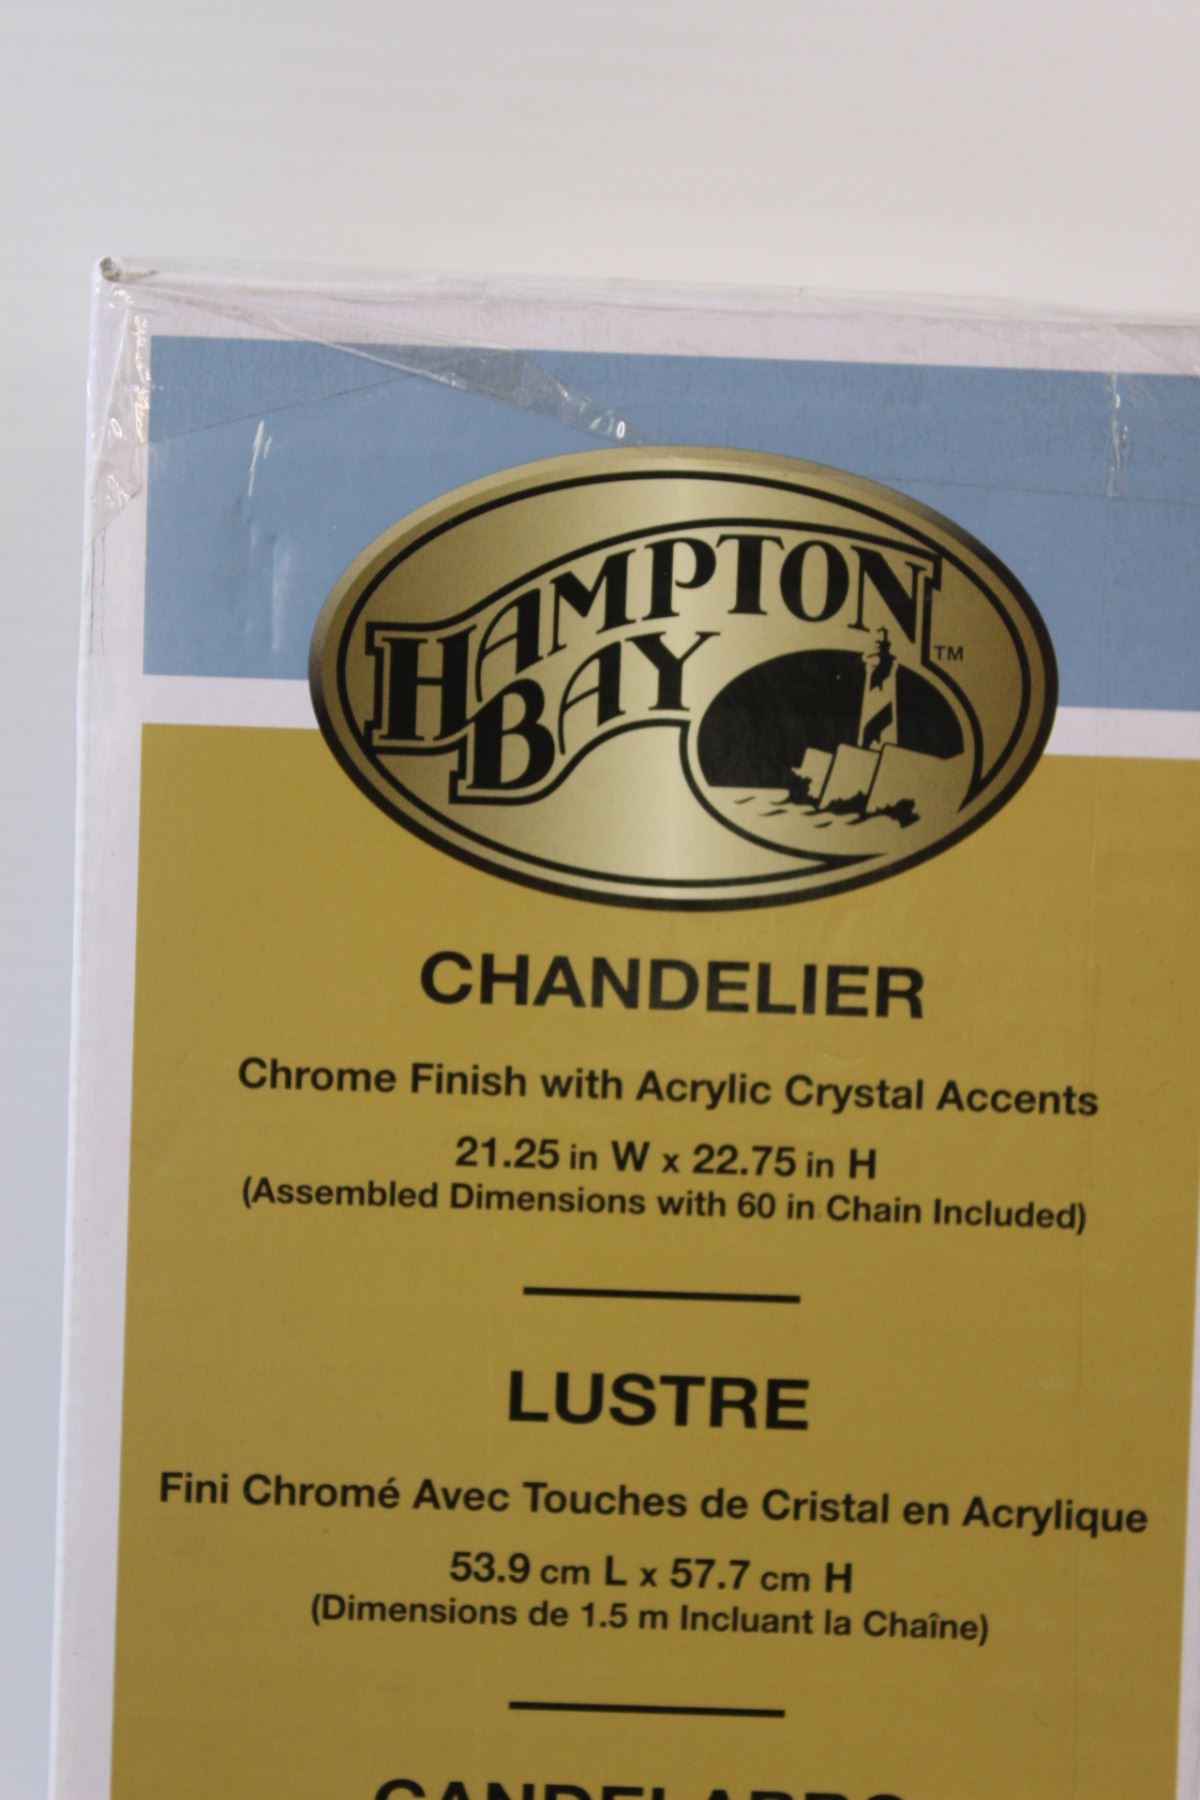 HAMPTON
BAY
TM
CHANDELIER
Chrome Finish with Acrylic Crystal Accents
21.25 in W x 22.75 in H
(Assembled Dimensions with 60 in Chain Included)
LUSTRE
Fini Chromé Avec Touches de Cristal en Acrylique
53.9 cm L x 57.7 cm H
(Dimensions de 1.5 m Incluant la Chaîne)